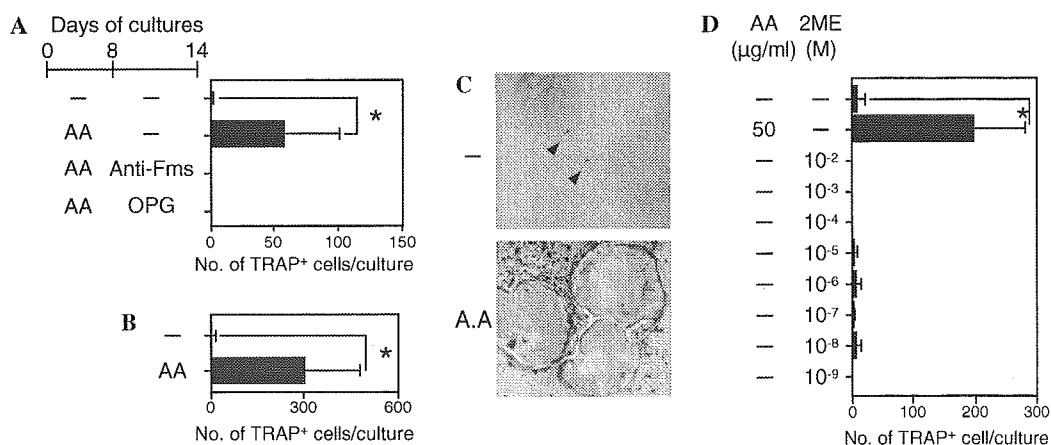 A
Days of cultures
0 8 14
— —
AA —
AA Anti-Fms
AA OPG
*
0 50 100 150
No. of TRAP⁺ cells/culture
B
—
AA
*
0 300 600
No. of TRAP⁺ cells/culture
C
—
A.A
D
AA 2ME
(µg/ml) (M)
— —
50 —
— 10⁻²
— 10⁻³
— 10⁻⁴
— 10⁻⁵
— 10⁻⁶
— 10⁻⁷
— 10⁻⁸
— 10⁻⁹
*
0 100 200 300
No. of TRAP⁺ cell/culture